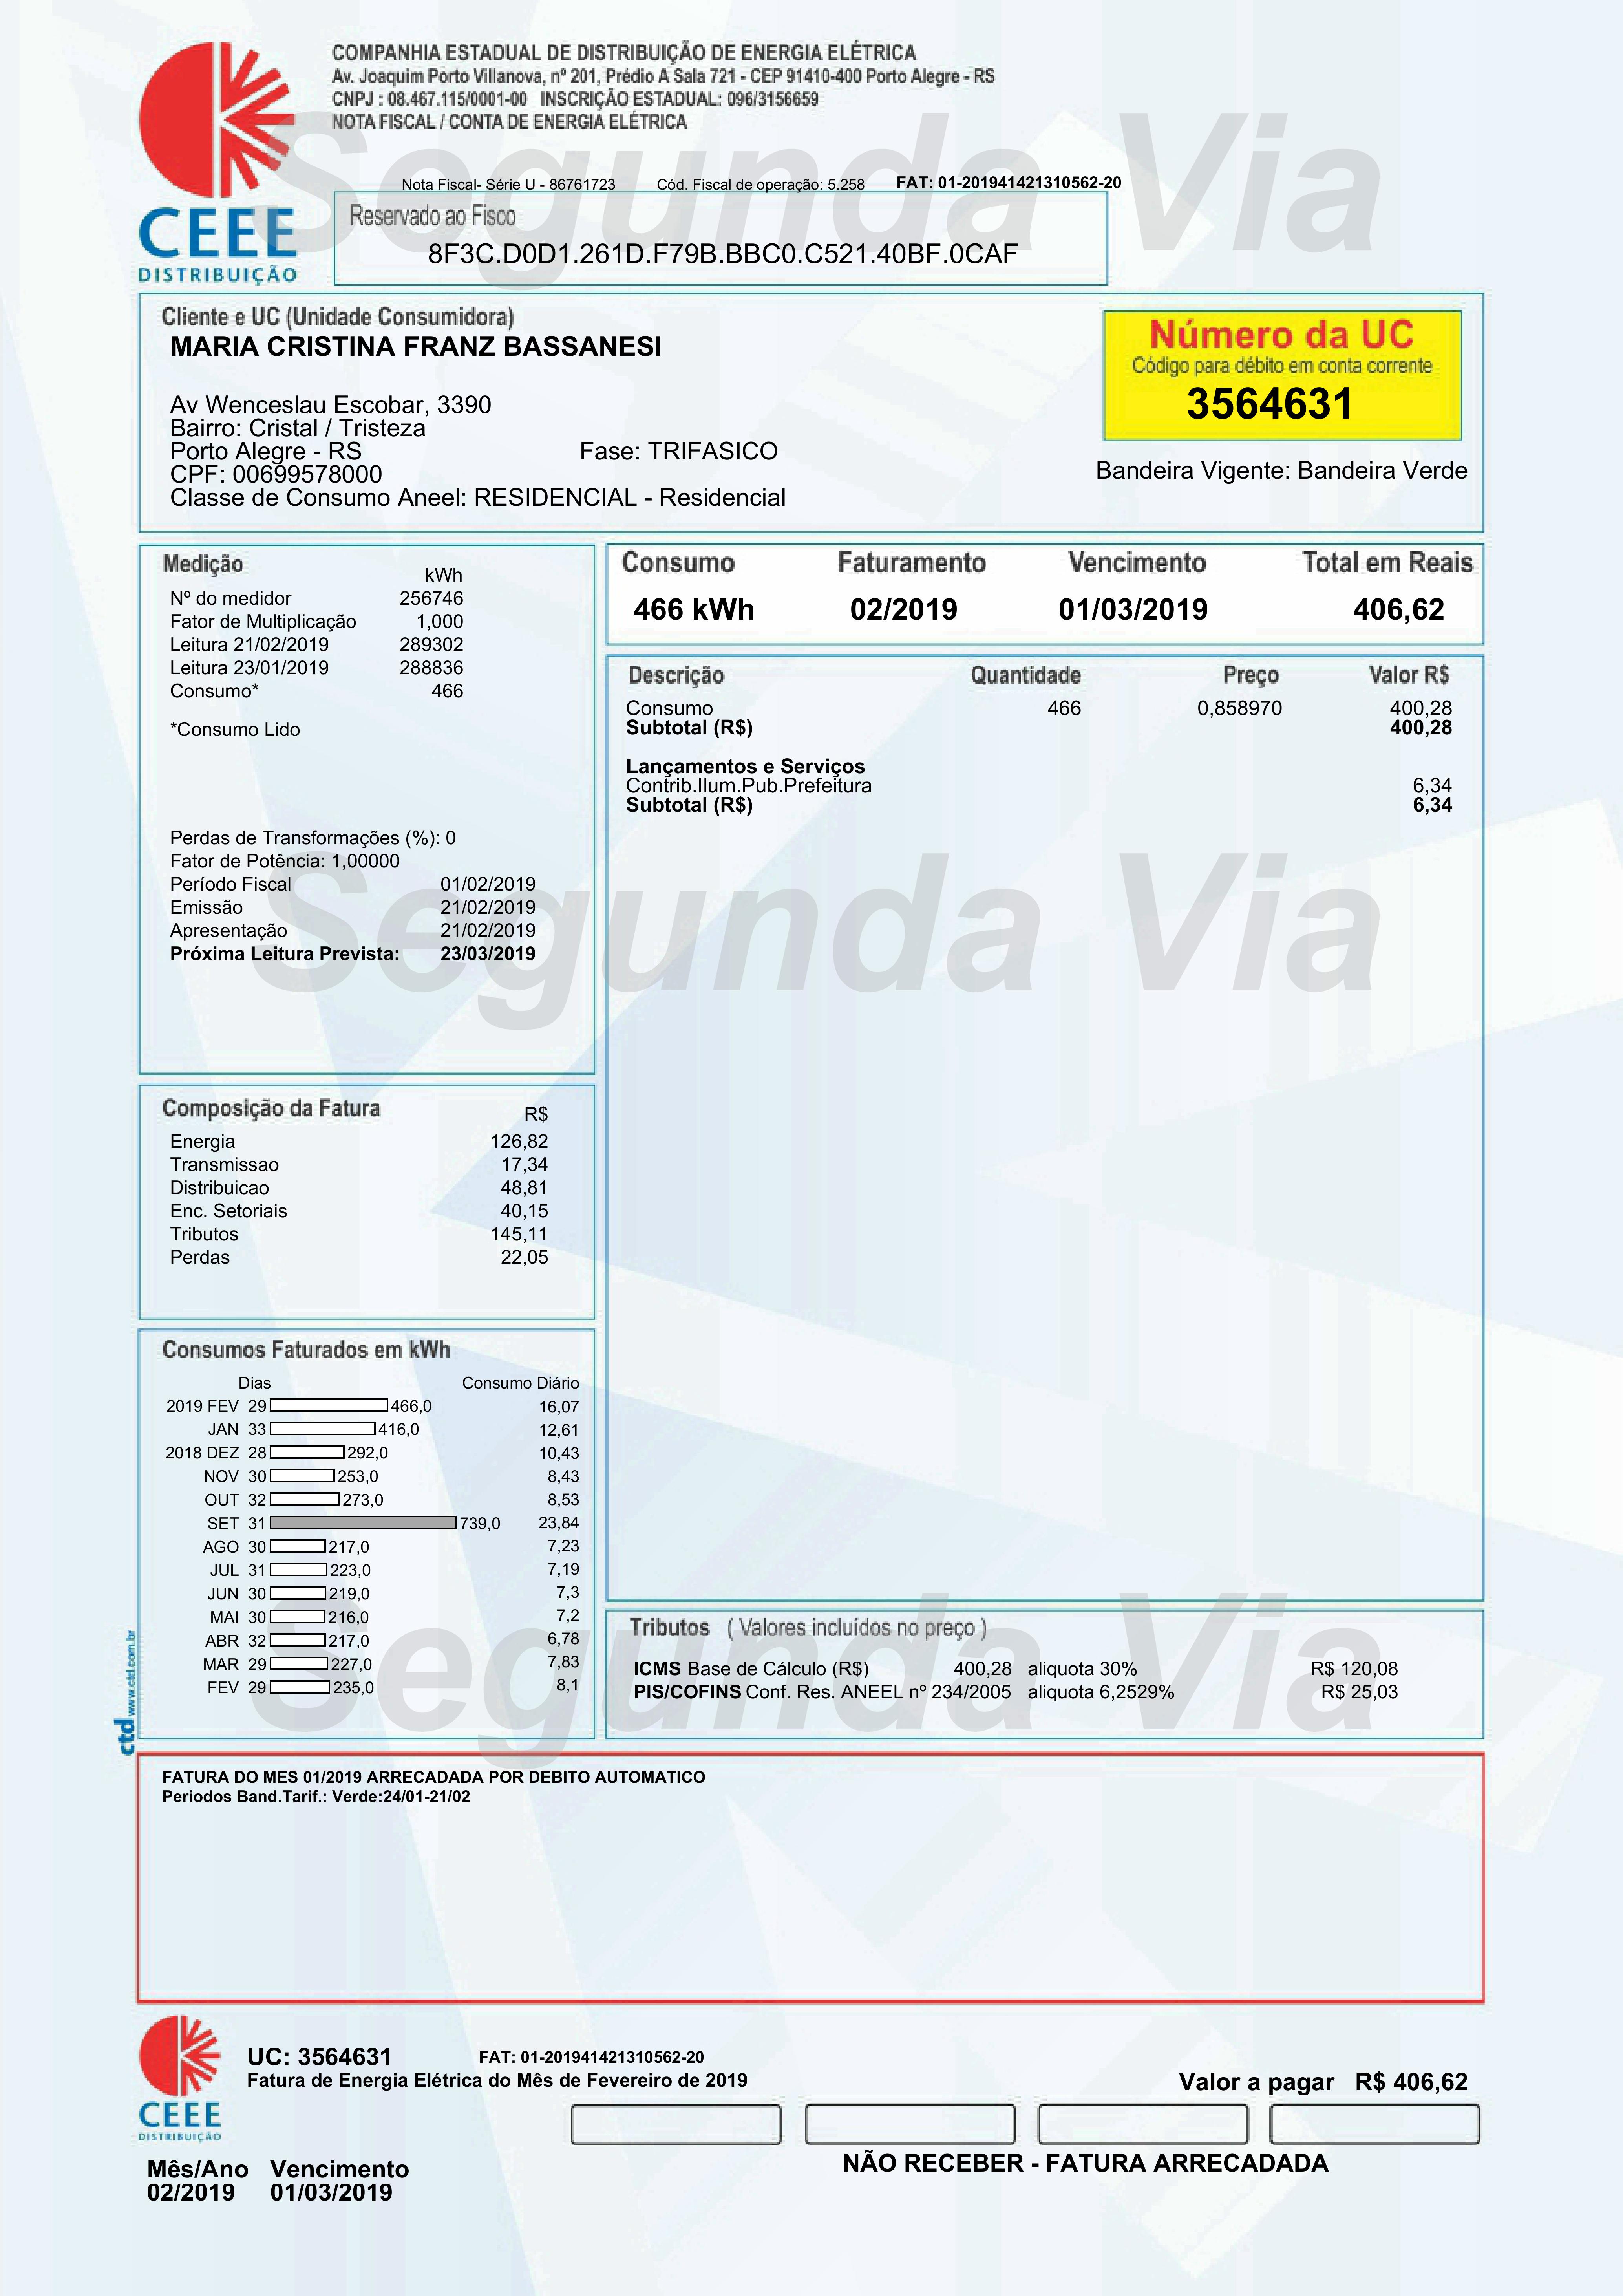 COMPANHIA ESTADUAL DE DISTRIBUIÇÃO DE ENERGIA ELÉTRICA
Av. Joaquim Porto Villanova, nº 201, Prédio A Sala 721 - CEP 91410-400 Porto Alegre - RS
CNPJ : 08.467.115/0001-00 INSCRIÇÃO ESTADUAL: 096/3156659
NOTA FISCAL / CONTA DE ENERGIA ELÉTRICA
Segunda Via
Nota Fiscal- Série U - 86761723 Cód. Fiscal de operação: 5.258 FAT: 01-201941421310562-20
CEEE
DISTRIBUIÇÃO
Reservado ao Fisco
8F3C.D0D1.261D.F79B.BBC0.C521.40BF.0CAF
Cliente e UC (Unidade Consumidora)
MARIA CRISTINA FRANZ BASSANESI
Av Wenceslau Escobar, 3390
Bairro: Cristal / Tristeza
Porto Alegre - RS Fase: TRIFASICO
CPF: 00699578000
Classe de Consumo Aneel: RESIDENCIAL - Residencial
Número da UC
Código para débito em conta corrente
3564631
Bandeira Vigente: Bandeira Verde
Medição
kWh
Nº do medidor 256746
Fator de Multiplicação 1,000
Leitura 21/02/2019 289302
Leitura 23/01/2019 288836
Consumo* 466
*Consumo Lido
Perdas de Transformações (%): 0
Fator de Potência: 1,00000
Período Fiscal 01/02/2019
Emissão 21/02/2019
Apresentação 21/02/2019
Próxima Leitura Prevista: 23/03/2019
Consumo Faturamento Vencimento Total em Reais
466 kWh 02/2019 01/03/2019 406,62
Descrição Quantidade Preço Valor R$
Consumo 466 0,858970 400,28
Subtotal (R$) 400,28
Lançamentos e Serviços
Contrib.Ilum.Pub.Prefeitura 6,34
Subtotal (R$) 6,34
Segunda Via
Composição da Fatura R$
Energia 126,82
Transmissao 17,34
Distribuicao 48,81
Enc. Setoriais 40,15
Tributos 145,11
Perdas 22,05
Consumos Faturados em kWh
Dias Consumo Diário
2019 FEV 29 466,0 16,07
JAN 33 416,0 12,61
2018 DEZ 28 292,0 10,43
NOV 30 253,0 8,43
OUT 32 273,0 8,53
SET 31 739,0 23,84
AGO 30 217,0 7,23
JUL 31 223,0 7,19
JUN 30 219,0 7,3
MAI 30 216,0 7,2
ABR 32 217,0 6,78
MAR 29 227,0 7,83
FEV 29 235,0 8,1
Segunda Via
Tributos ( Valores incluídos no preço )
ICMS Base de Cálculo (R$) 400,28 aliquota 30% R$ 120,08
PIS/COFINS Conf. Res. ANEEL nº 234/2005 aliquota 6,2529% R$ 25,03
ctd www.ctd.com.br
FATURA DO MES 01/2019 ARRECADADA POR DEBITO AUTOMATICO
Periodos Band.Tarif.: Verde:24/01-21/02
CEEE
DISTRIBUIÇÃO
UC: 3564631 FAT: 01-201941421310562-20
Fatura de Energia Elétrica do Mês de Fevereiro de 2019
Valor a pagar R$ 406,62
NÃO RECEBER - FATURA ARRECADADA
Mês/Ano Vencimento
02/2019 01/03/2019